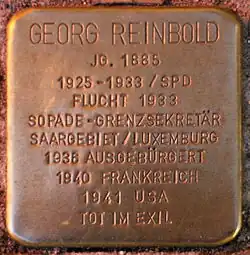 GEORG REINBOLD
JG. 1885
1925-1933/SPD
FLUCHT 1933
SOPADE-GRENZSEKRETÄR
SAARGEBIET/LUXEMBURG
1936 AUSGEBÜRGERT
1940 FRANKREICH
1941 USA
TOT IM EXIL